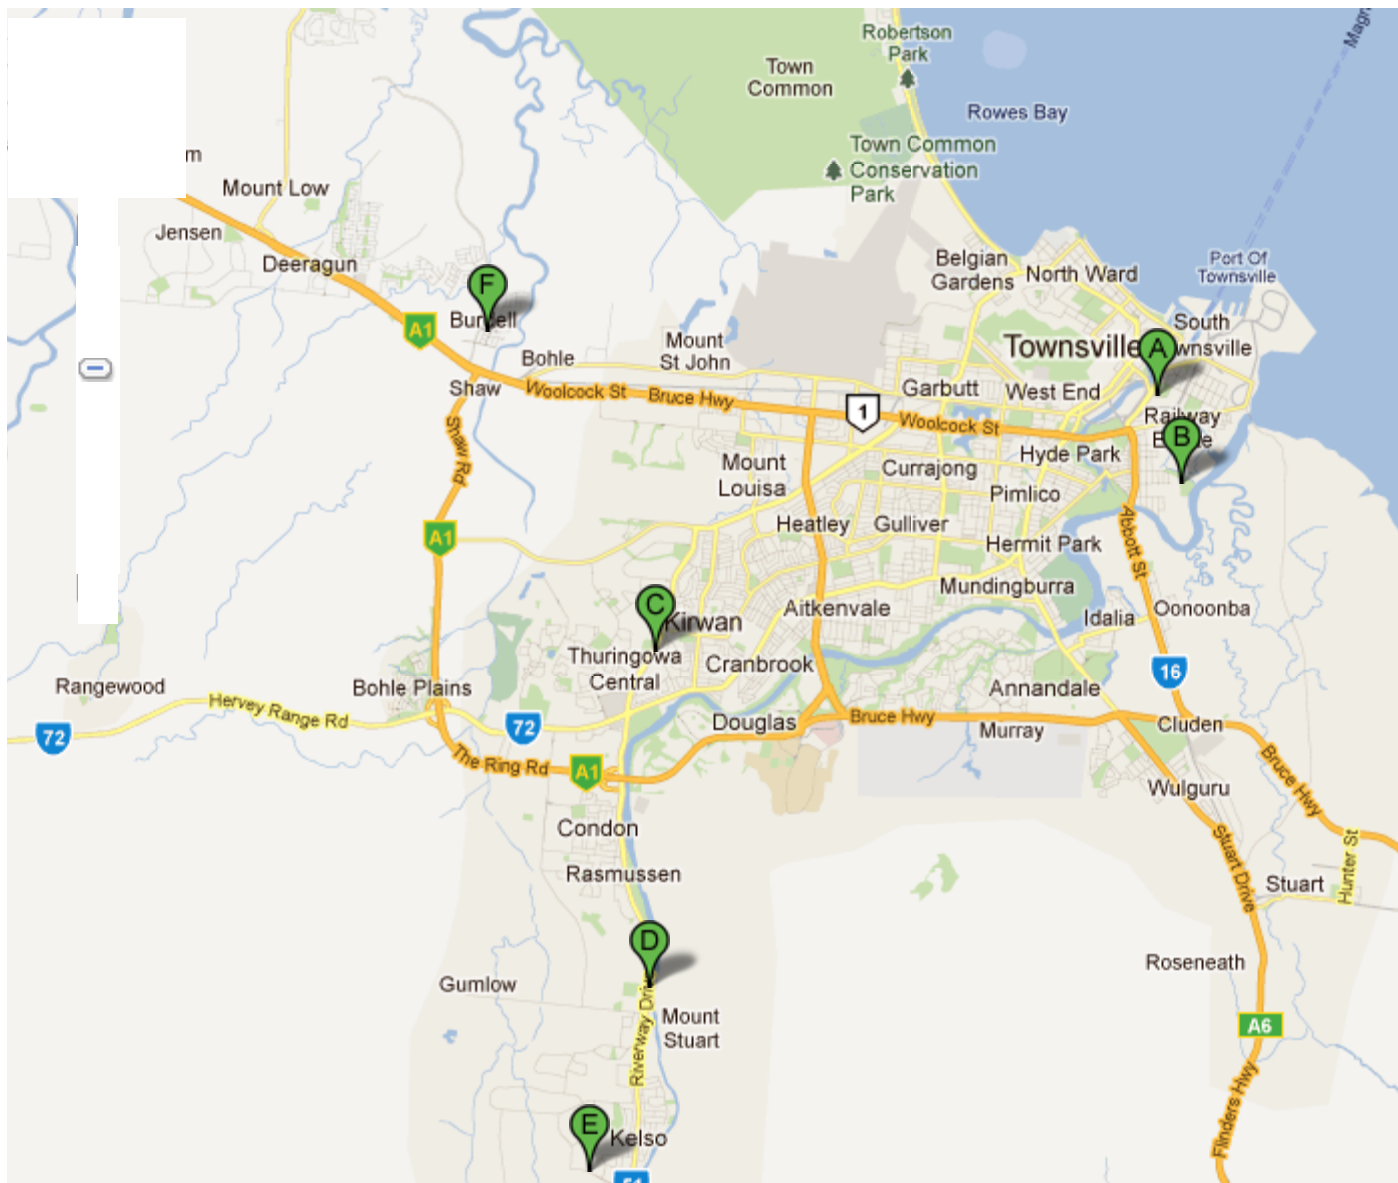 Robertson
Park
Magn
Town
Common
Rowes Bay
Town Common
Conservation
Park
m
Mount Low
Jensen
Deeragun
Belgian
Gardens
North Ward
Port Of
Townsville
F
A1
Bohle
Mount
St John
South
Townsville
A
Shaw
Woolcock St
Bruce Hwy
1
Garbutt
West End
Woolcock St
Railway
B
Hyde Park
Shaw Rd
Mount
Louisa
Currajong
Pimlico
A1
Heatley
Gulliver
Abbott St
Hermit Park
C
Kirwan
Aitkenvale
Mundingburra
Idalia
Oonoonba
Thuringowa
Central
Cranbrook
16
Rangewood
Bohle Plains
Annandale
Hervey Range Rd
72
72
Douglas
Bruce Hwy
Murray
Cluden
The Ring Rd
A1
Bruce Hwy
Wulguru
Condon
Stuart Drive
Hunter St
Rasmussen
Stuart
D
Roseneath
Gumlow
Riverway Drive
Mount
Stuart
A6
Flinders Hwy
E
Kelso
51